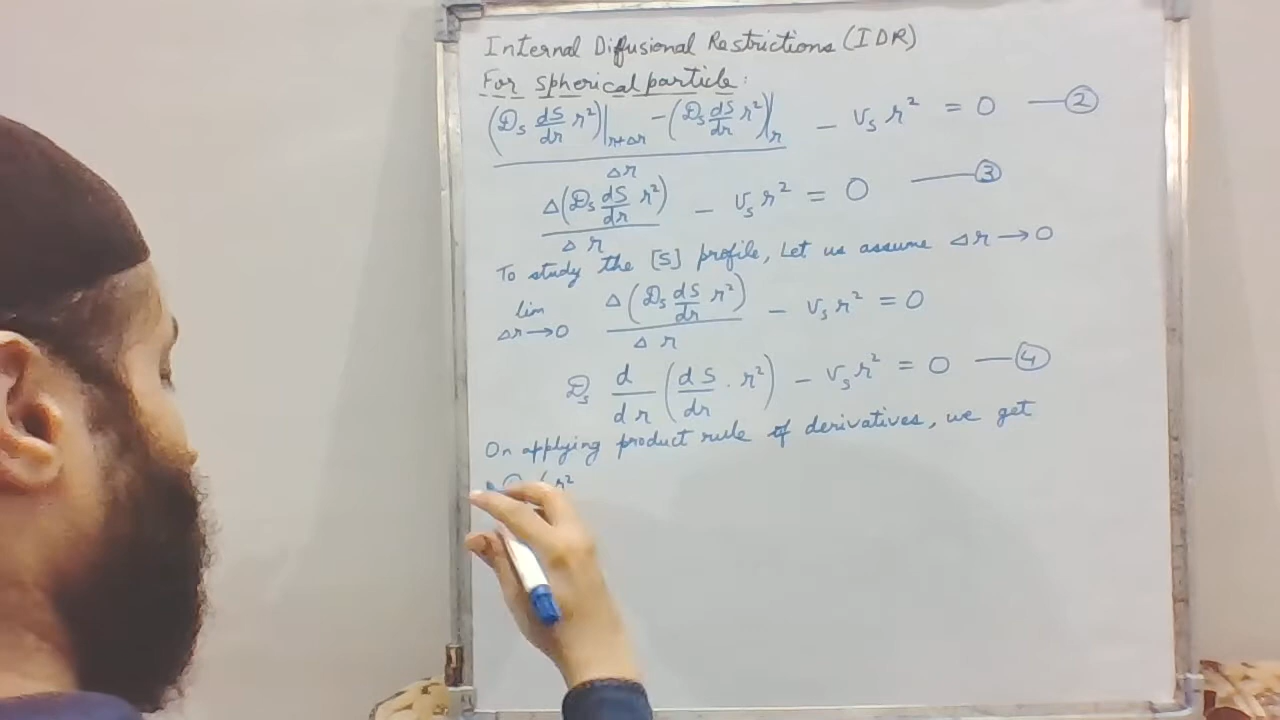 Internal Diffusional Restrictions (IDR)
For spherical particle:
(Ds dS/dr r²)|r+Δr − (Ds dS/dr r²)|r / Δr − vs r² = 0 — ②
Δ(Ds dS/dr r²) / Δr − vs r² = 0 — ③
To study the [S] profile, Let us assume Δr → 0
lim Δr→0 Δ(Ds dS/dr r²) / Δr − vs r² = 0
Ds d/dr (dS/dr . r²) − vs r² = 0 — ④
On applying product rule of derivatives, we get
( r²